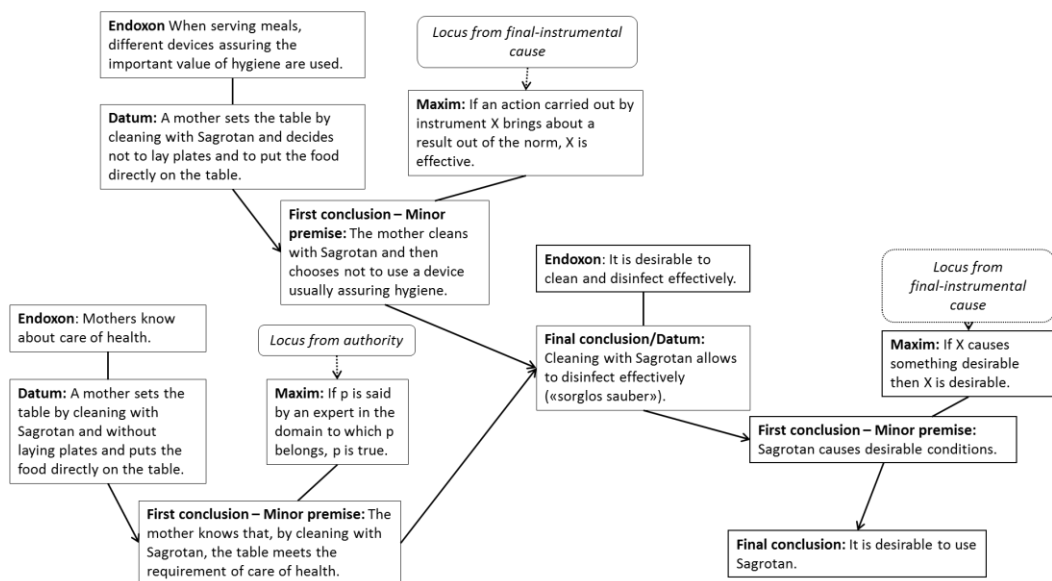 Endoxon When serving meals,
different devices assuring the
important value of hygiene are used.
Locus from final-instrumental
cause
Datum: A mother sets the table by
cleaning with Sagrotan and decides
not to lay plates and to put the food
directly on the table.
Maxim: If an action carried out by
instrument X brings about a
result out of the norm, X is
effective.
First conclusion – Minor
premise: The mother cleans
with Sagrotan and then
chooses not to use a device
usually assuring hygiene.
Endoxon: It is desirable to
clean and disinfect effectively.
Locus from
final-instrumental
cause
Endoxon: Mothers know
about care of health.
Locus from authority
Final conclusion/Datum:
Cleaning with Sagrotan allows
to disinfect effectively
(«sorglos sauber»).
Maxim: If X causes
something desirable
then X is desirable.
Datum: A mother sets the
table by cleaning with
Sagrotan and without
laying plates and puts the
food directly on the table.
Maxim: If p is said
by an expert in the
domain to which p
belongs, p is true.
First conclusion – Minor premise:
Sagrotan causes desirable conditions.
First conclusion – Minor premise: The
mother knows that, by cleaning with
Sagrotan, the table meets the
requirement of care of health.
Final conclusion: It is desirable to use
Sagrotan.